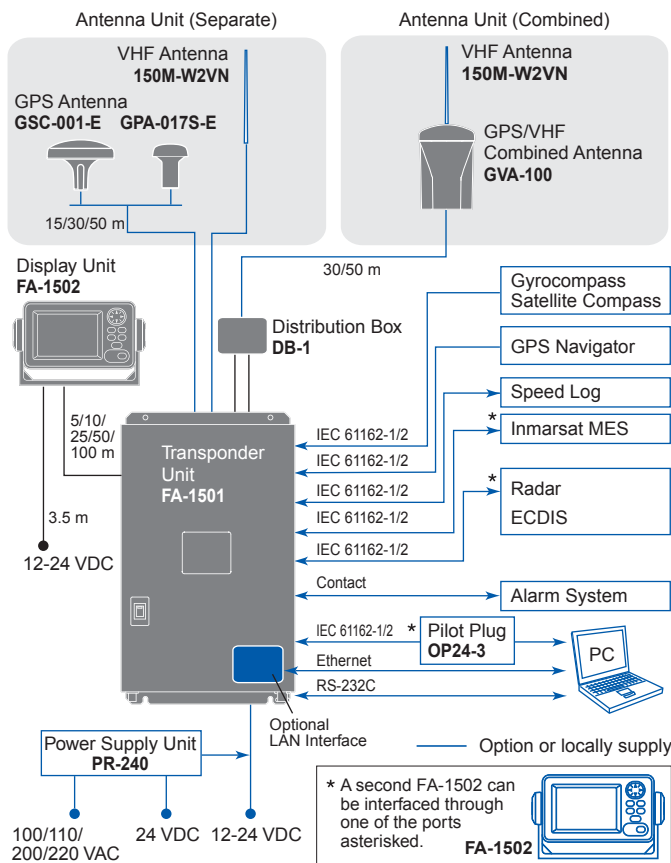 Antenna Unit (Separate)
VHF Antenna
150M-W2VN
GPS Antenna
GSC-001-E GPA-017S-E
15/30/50 m
Antenna Unit (Combined)
VHF Antenna
150M-W2VN
GPS/VHF
Combined Antenna
GVA-100
30/50 m
Display Unit
FA-1502
Distribution Box
DB-1
5/10/
25/50/
100 m
3.5 m
12-24 VDC
Transponder
Unit
FA-1501
IEC 61162-1/2
Gyrocompass
Satellite Compass
IEC 61162-1/2
GPS Navigator
IEC 61162-1/2
Speed Log
IEC 61162-1/2
* Inmarsat MES
IEC 61162-1/2
* Radar
ECDIS
Contact
Alarm System
IEC 61162-1/2
* Pilot Plug
OP24-3
PC
Ethernet
RS-232C
Optional
LAN Interface
Power Supply Unit
PR-240
100/110/
200/220 VAC
24 VDC
12-24 VDC
Option or locally supply
* A second FA-1502 can
be interfaced through
one of the ports
asterisked.
FA-1502